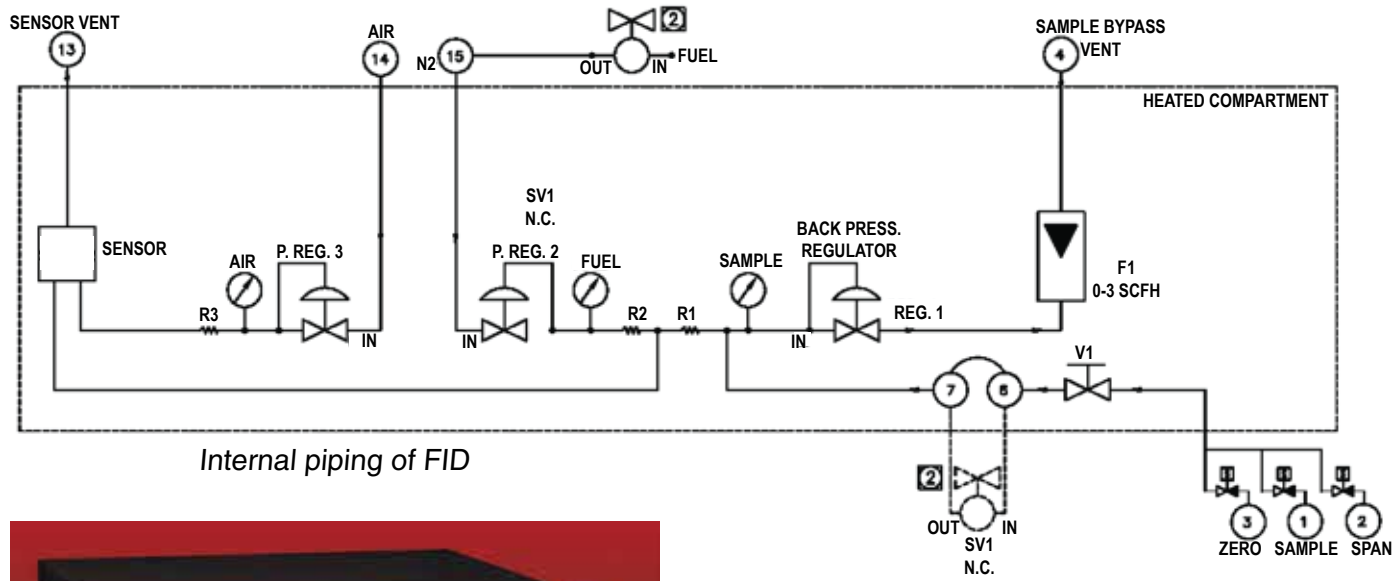 SENSOR VENT
13
AIR
14
N2
15
2
OUT
IN
FUEL
SAMPLE BYPASS
VENT
4
HEATED COMPARTMENT
SENSOR
SV1
N.C.
BACK PRESS.
REGULATOR
P. REG. 3
AIR
P. REG. 2
FUEL
SAMPLE
F1
0-3 SCFH
R3
IN
IN
R2
R1
IN
REG. 1
V1
7
6
Internal piping of FID
2
OUT
IN
SV1
N.C.
3
1
2
ZERO
SAMPLE
SPAN